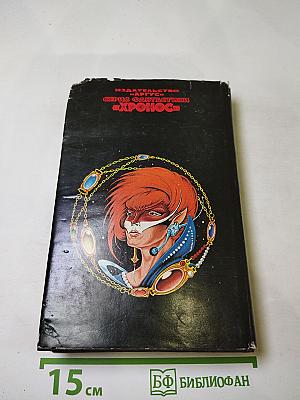 ИЗДАТЕЛЬСТВО
«АРГУС»
СЕРИЯ ФАНТАСТИКИ
«ХРОНОС»
15 см
БФ БИБЛИОФАН